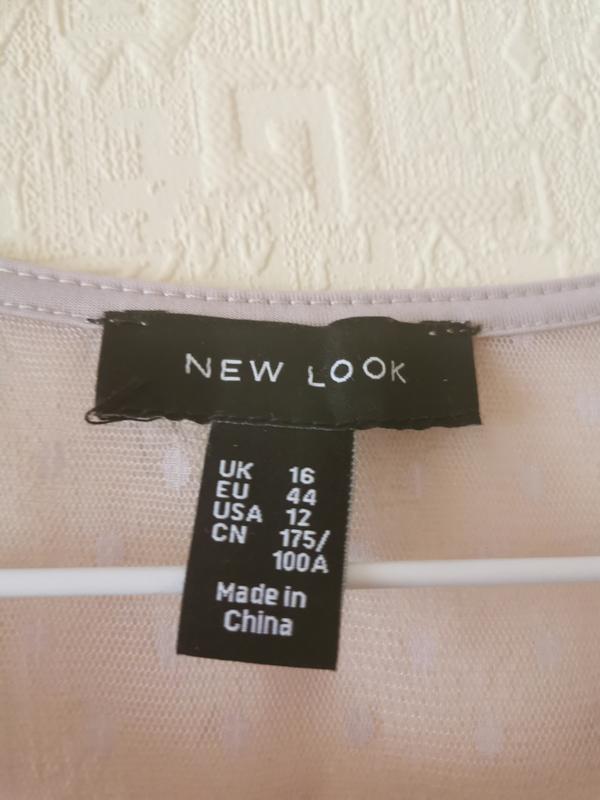 NEW LOOK
UK 16
EU 44
USA 12
CN 175/
100A
Made in
China